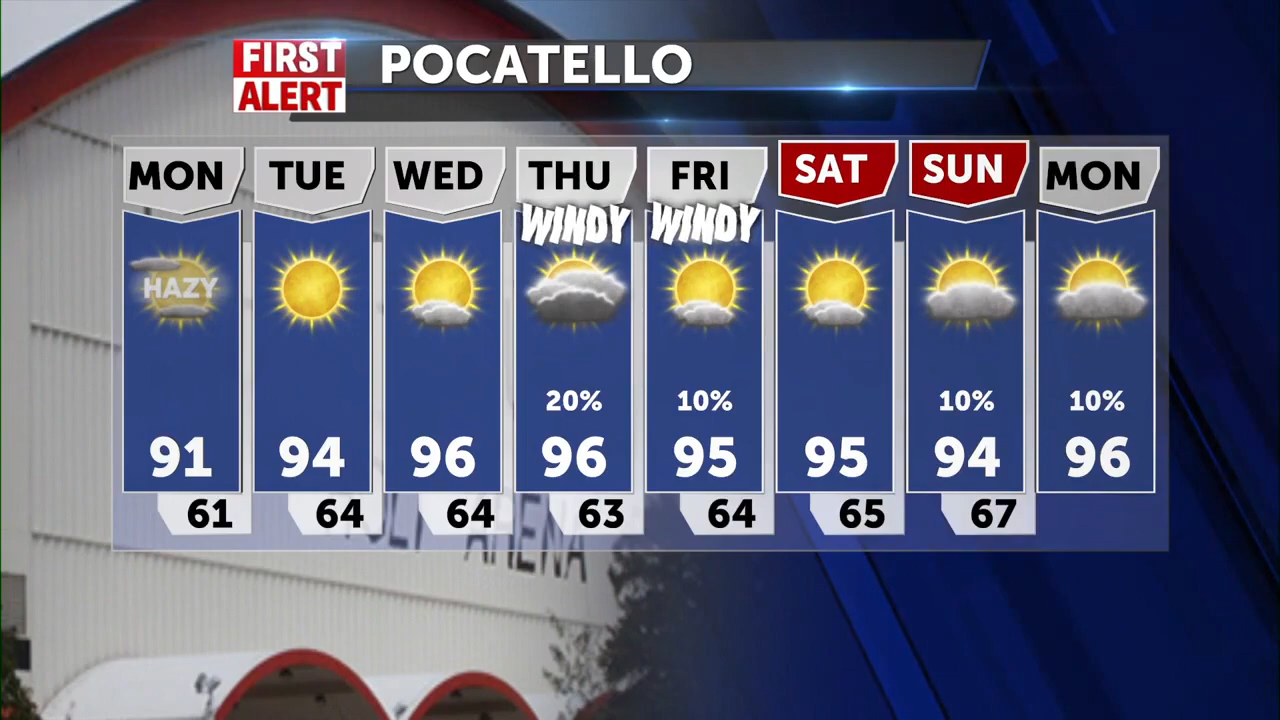 FIRST
ALERT
POCATELLO
MON TUE WED THU FRI SAT SUN MON
WINDY WINDY
HAZY
20% 10% 10% 10%
91 94 96 96 95 95 94 96
61 64 64 63 64 65 67
ARENA